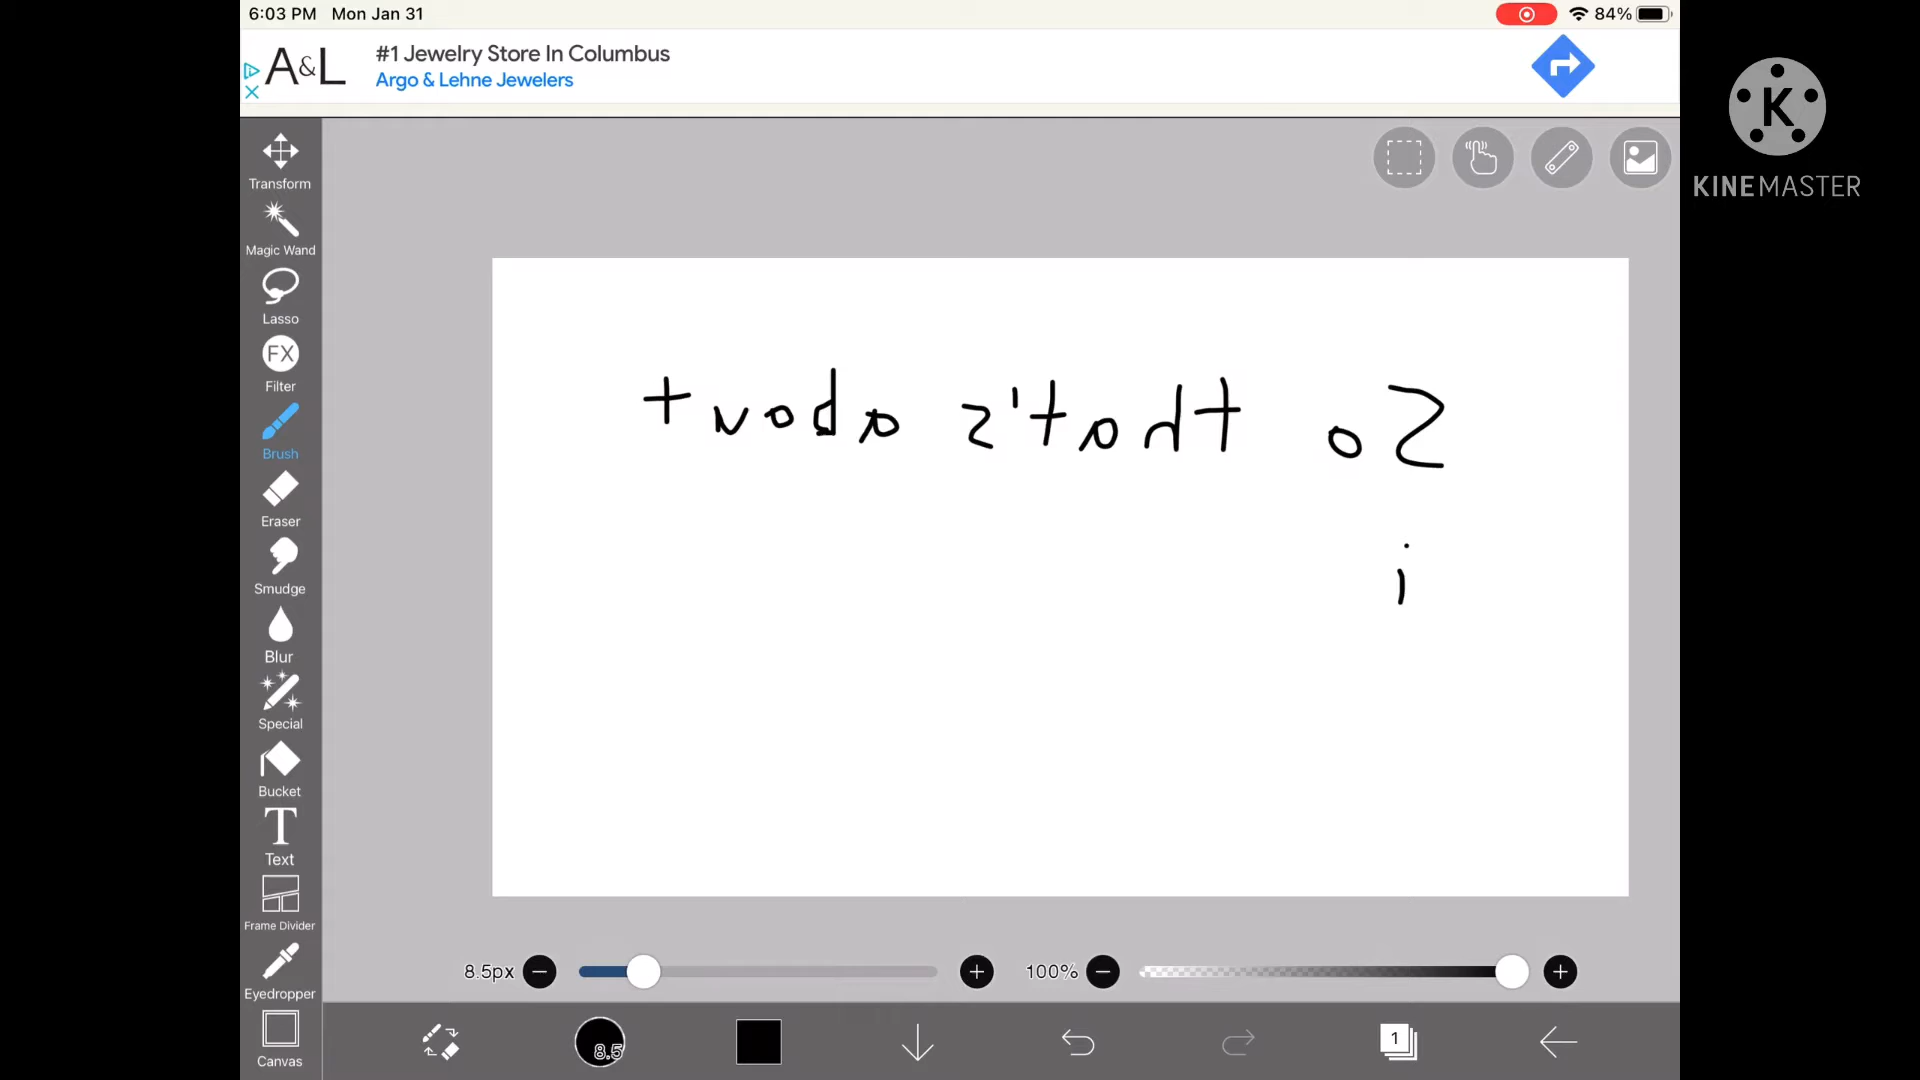 6:03 PM Mon Jan 31
84%
A&L
#1 Jewelry Store In Columbus
Argo & Lehne Jewelers
K
KINEMASTER
Transform
Magic Wand
Lasso
FX
Filter
Brush
Eraser
Smudge
Blur
Special
Bucket
T
Text
Frame Divider
Eyedropper
Canvas
So that's about
i
8.5px
100%
8.5
1